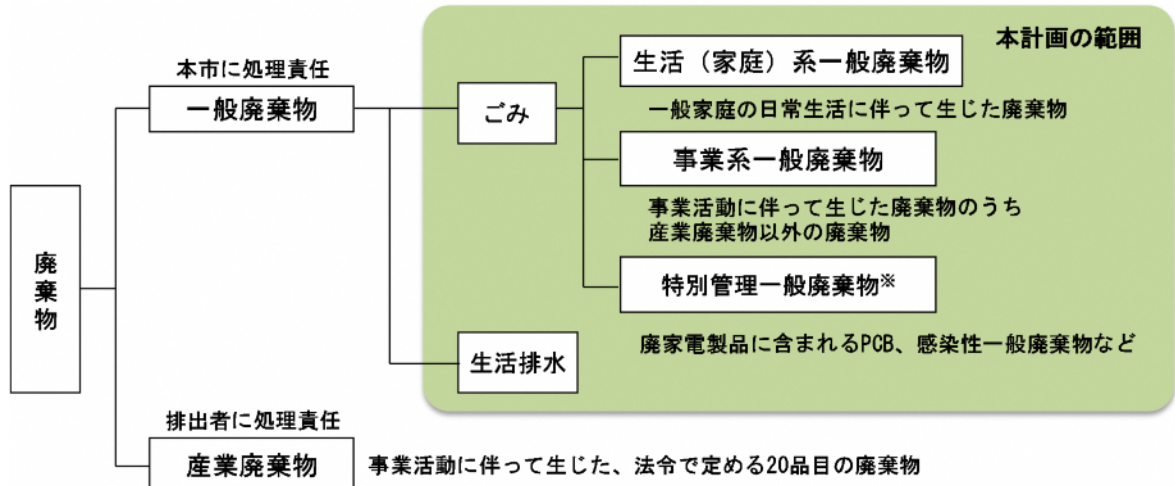 本計画の範囲
本市に処理責任
一般廃棄物
ごみ
生活（家庭）系一般廃棄物
一般家庭の日常生活に伴って生じた廃棄物
事業系一般廃棄物
事業活動に伴って生じた廃棄物のうち
産業廃棄物以外の廃棄物
特別管理一般廃棄物※
廃家電製品に含まれるPCB、感染性一般廃棄物など
生活排水
廃棄物
排出者に処理責任
産業廃棄物
事業活動に伴って生じた、法令で定める20品目の廃棄物